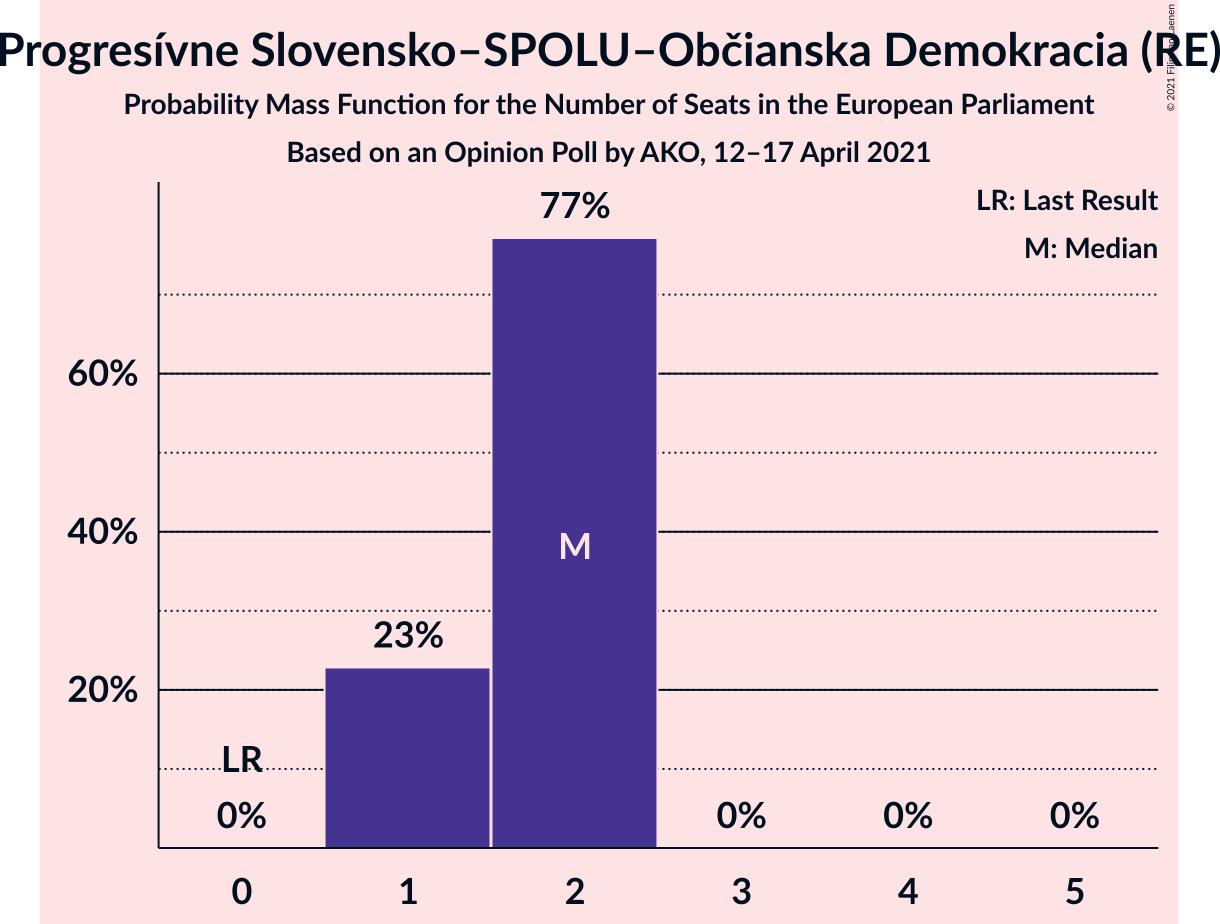 Progresívne Slovensko–SPOLU–Občianska Demokracia (RE)
Probability Mass Function for the Number of Seats in the European Parliament
Based on an Opinion Poll by AKO, 12–17 April 2021
© 2021
LR: Last Result
M: Median
77%
60%
40%
M
23%
20%
LR
0%
0%
0%
0%
0
1
2
3
4
5